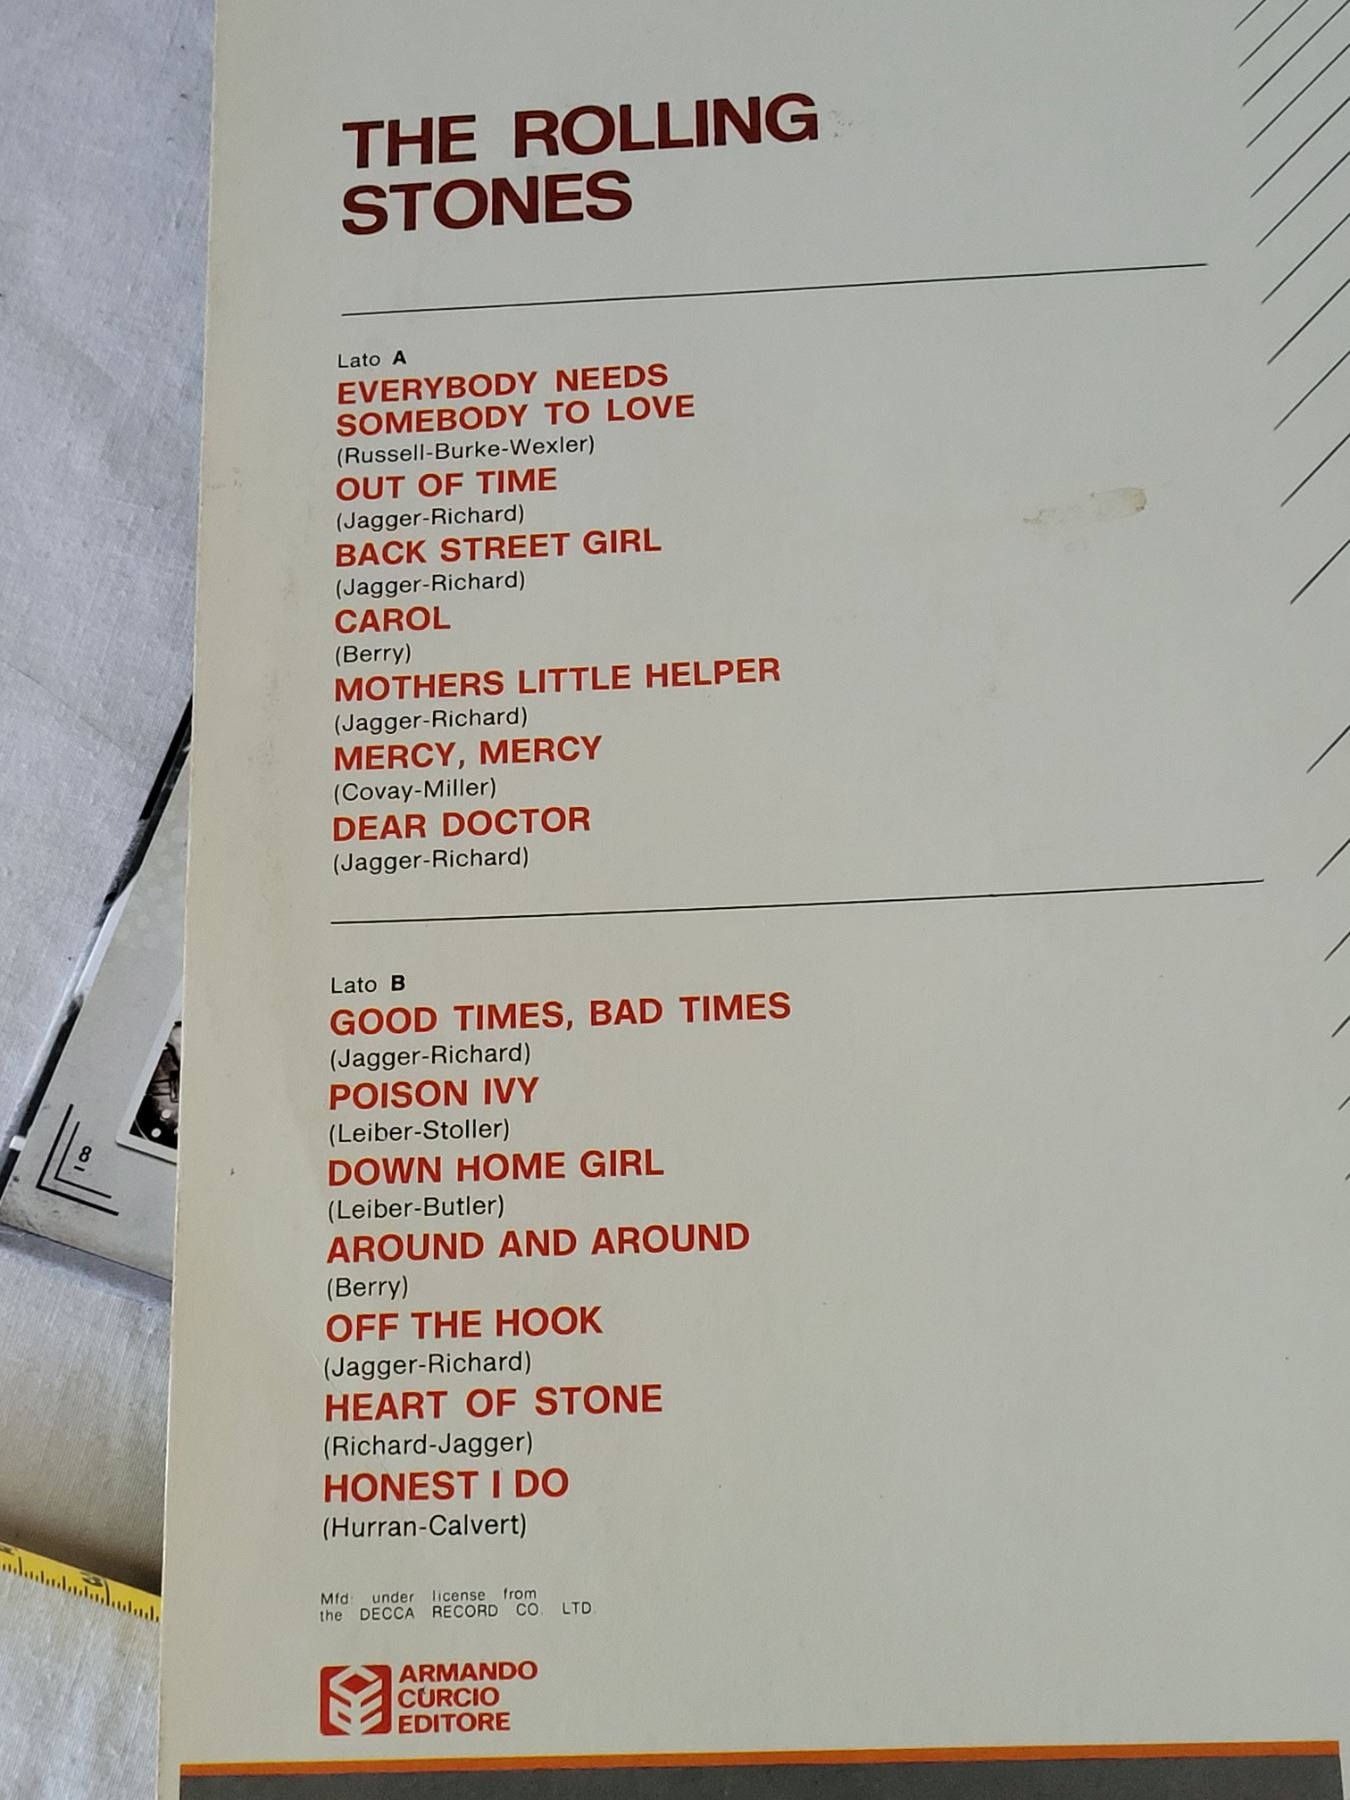 THE ROLLING
STONES
Lato A
EVERYBODY NEEDS
SOMEBODY TO LOVE
(Russell-Burke-Wexler)
OUT OF TIME
(Jagger-Richard)
BACK STREET GIRL
(Jagger-Richard)
CAROL
(Berry)
MOTHERS LITTLE HELPER
(Jagger-Richard)
MERCY, MERCY
(Covay-Miller)
DEAR DOCTOR
(Jagger-Richard)
Lato B
GOOD TIMES, BAD TIMES
(Jagger-Richard)
POISON IVY
(Leiber-Stoller)
DOWN HOME GIRL
(Leiber-Butler)
AROUND AND AROUND
(Berry)
OFF THE HOOK
(Jagger-Richard)
HEART OF STONE
(Richard-Jagger)
HONEST I DO
(Hurran-Calvert)
Mfd: under license from
the DECCA RECORD CO. LTD.
ARMANDO
CURCIO
EDITORE
8
3